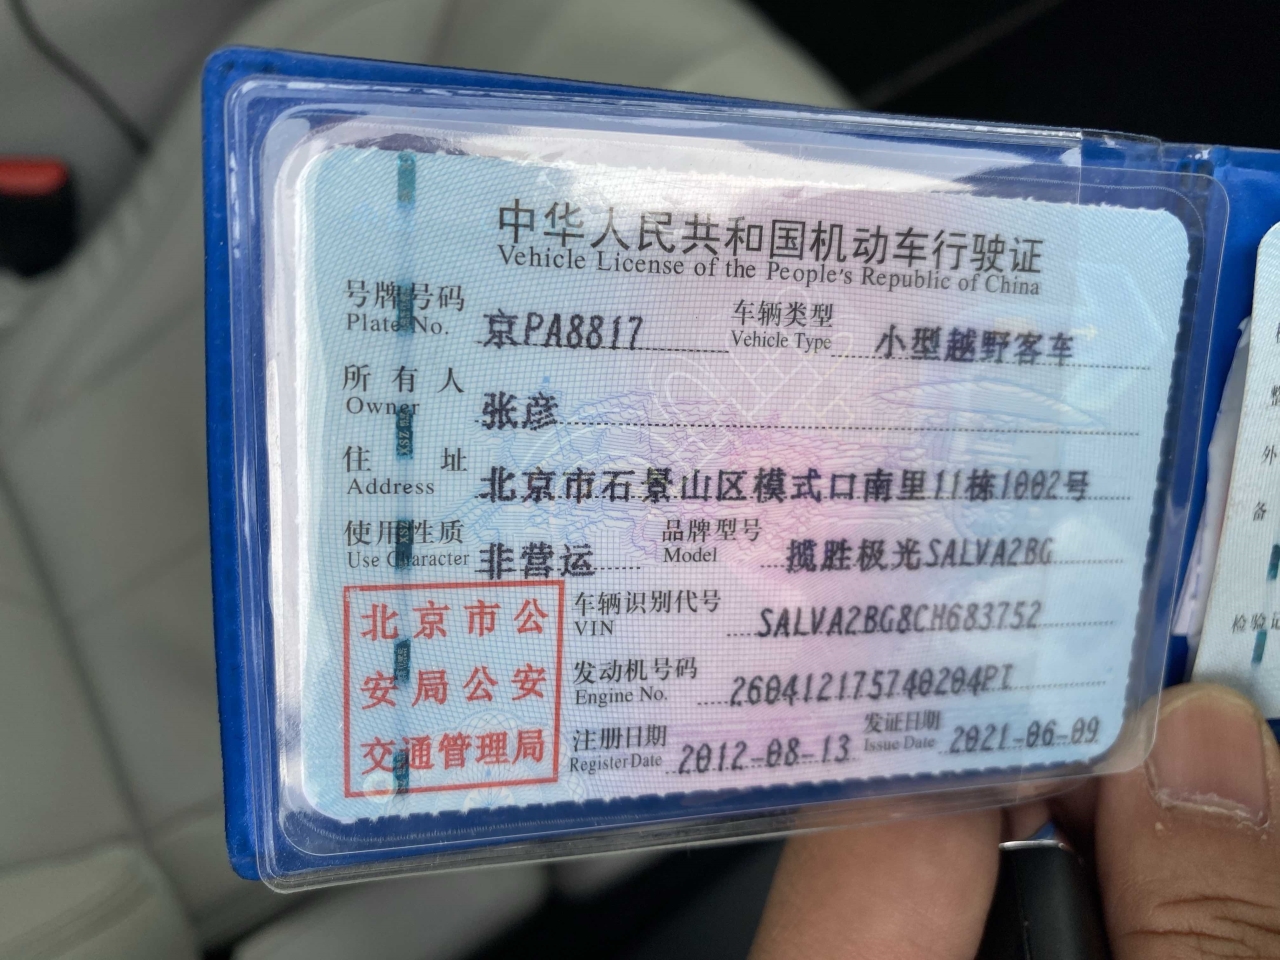 中华人民共和国机动车行驶证
Vehicle License of the People's Republic of China
号牌号码 京PA8817 车辆类型 小型越野客车
Plate No. Vehicle Type
所有人 张彦
Owner
住址 北京市石景山区模式口南里11栋1002号
Address
使用性质 非营运 品牌型号 揽胜极光SALVA2BG
Use Character Model
车辆识别代号 SALVA2BG8CH683752
VIN
发动机号码 260412175740204PT
Engine No.
注册日期 2012-08-13 发证日期 2021-06-09
Register Date Issue Date
北京市公
安局公安
交通管理局
外
备
检验记